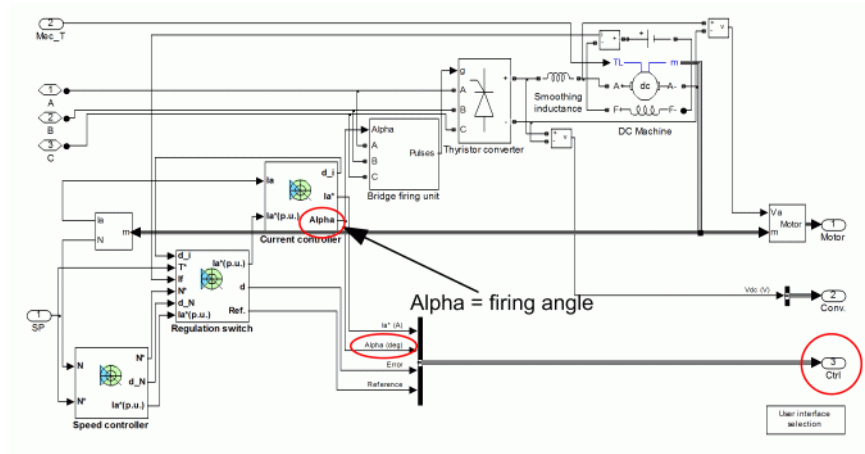 2
Mec_T
1
A
2
B
3
C
g
A
B
C
+
-
Thyristor converter
Smoothing
inductance
+
-
v
+
-
+
-
v
TL
m
A+
dc
A-
F+
F-
DC Machine
+
-
v
Alpha
A
B
C
Pulses
Bridge firing unit
Ia
Ia*(p.u.)
d_i
Ia*
Alpha
Current controller
Ia
N
m
d_i
T*
If
N*
d_N
Ia*(p.u.)
Ia*(p.u.)
d
Ref.
Regulation switch
1
SP
N
N*
N*
d_N
Ia*(p.u.)
Speed controller
Alpha = firing angle
Ia* (A)
Alpha (deg)
Error
Reference
Va
m
Motor
1
Motor
Vdc (V)
2
Conv.
3
Ctrl
User interface
selection